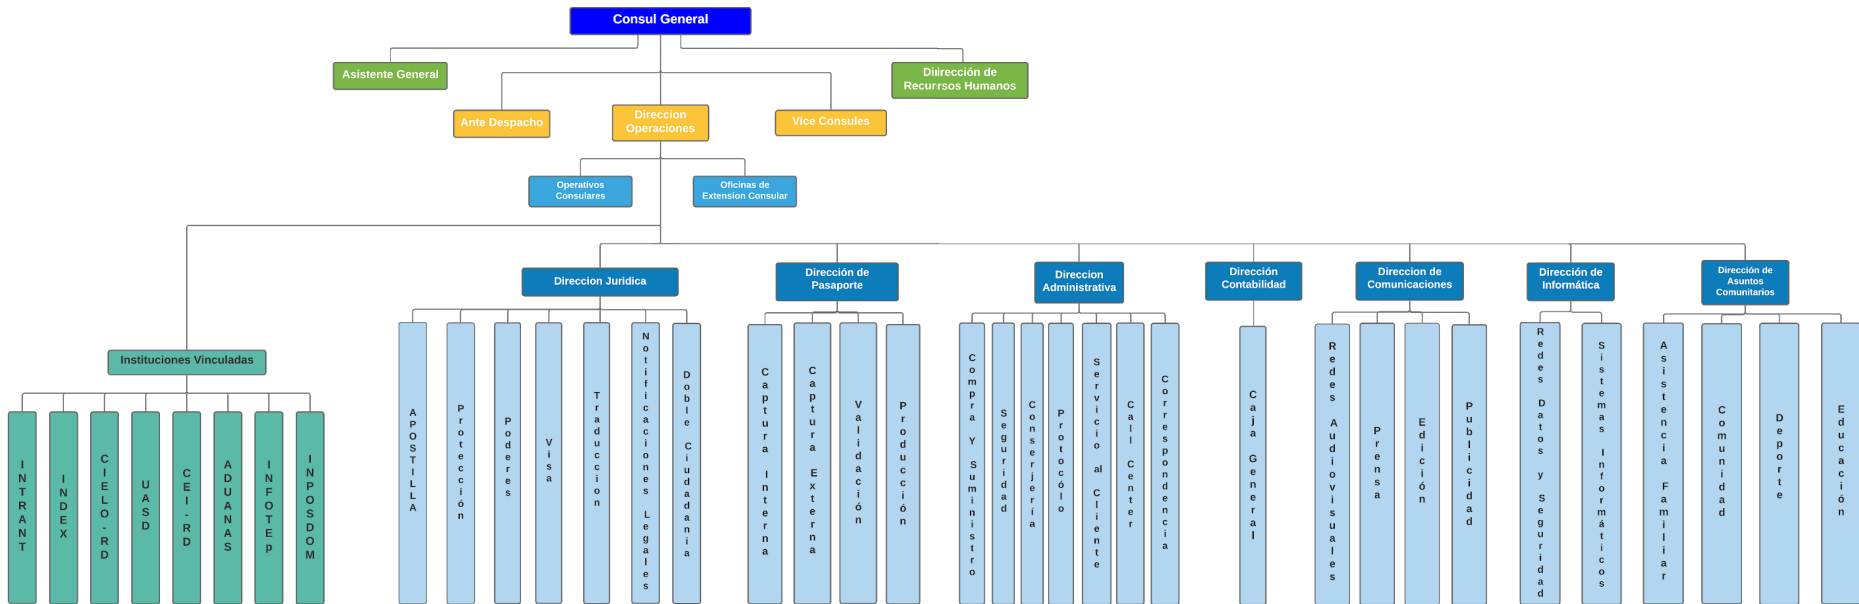 Consul General
Asistente General
Diirección de
Recurrsos Humanos
Ante Despacho
Direccion
Operaciones
Vice Consules
Operativos
Consulares
Oficinas de
Extension Consular
Direccion Juridica
Dirección de
Pasaporte
Direccion
Administrativa
Dirección
Contabilidad
Direccion de
Comunicaciones
Dirección de
Informática
Dirección de
Asuntos
Comunitarios
Instituciones Vinculadas
INTRANT
INDEX
CIELO-RD
UASD
CEI-RD
ADUANAS
INFOTEp
INPOSDOM
APOSTILLA
Protección
Poderes
Visa
Traduccion
Notificaciones Legales
Doble Ciudadania
Captura Interna
Captura Externa
Validación
Producción
Compra Y Suministro
Seguridad
Conserjería
Protocólo
Servicio al Cliente
Call Center
Correspondencia
Caja General
Redes Audiovisuales
Prensa
Edición
Publicidad
Redes Datos y Seguridad
Sistemas Informáticos
Asistencia Familiar
Comunidad
Deporte
Educación